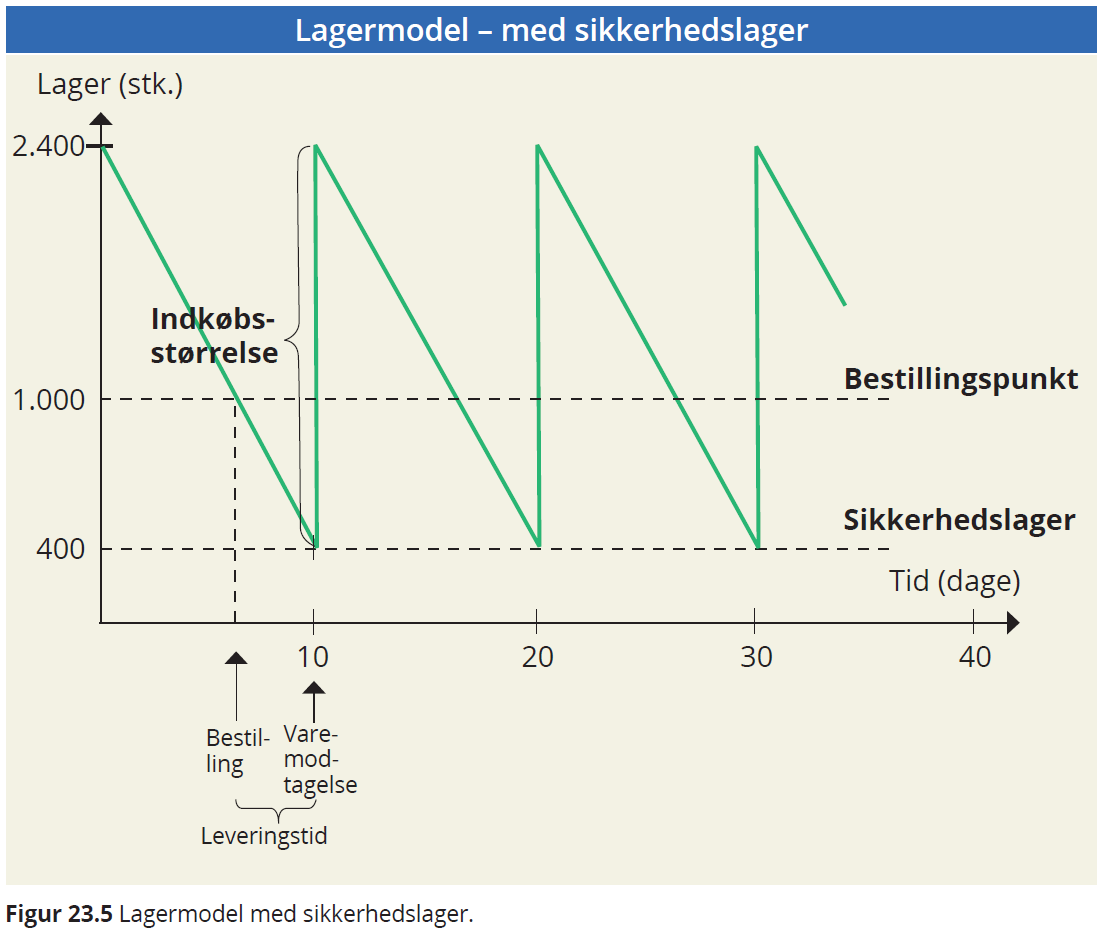 Lagermodel – med sikkerhedslager
Lager (stk.)
2.400
Indkøbs-
størrelse
Bestillingspunkt
1.000
Sikkerhedslager
400
Tid (dage)
10
20
30
40
Bestil-
ling
Vare-
mod-
tagelse
Leveringstid
Figur 23.5 Lagermodel med sikkerhedslager.